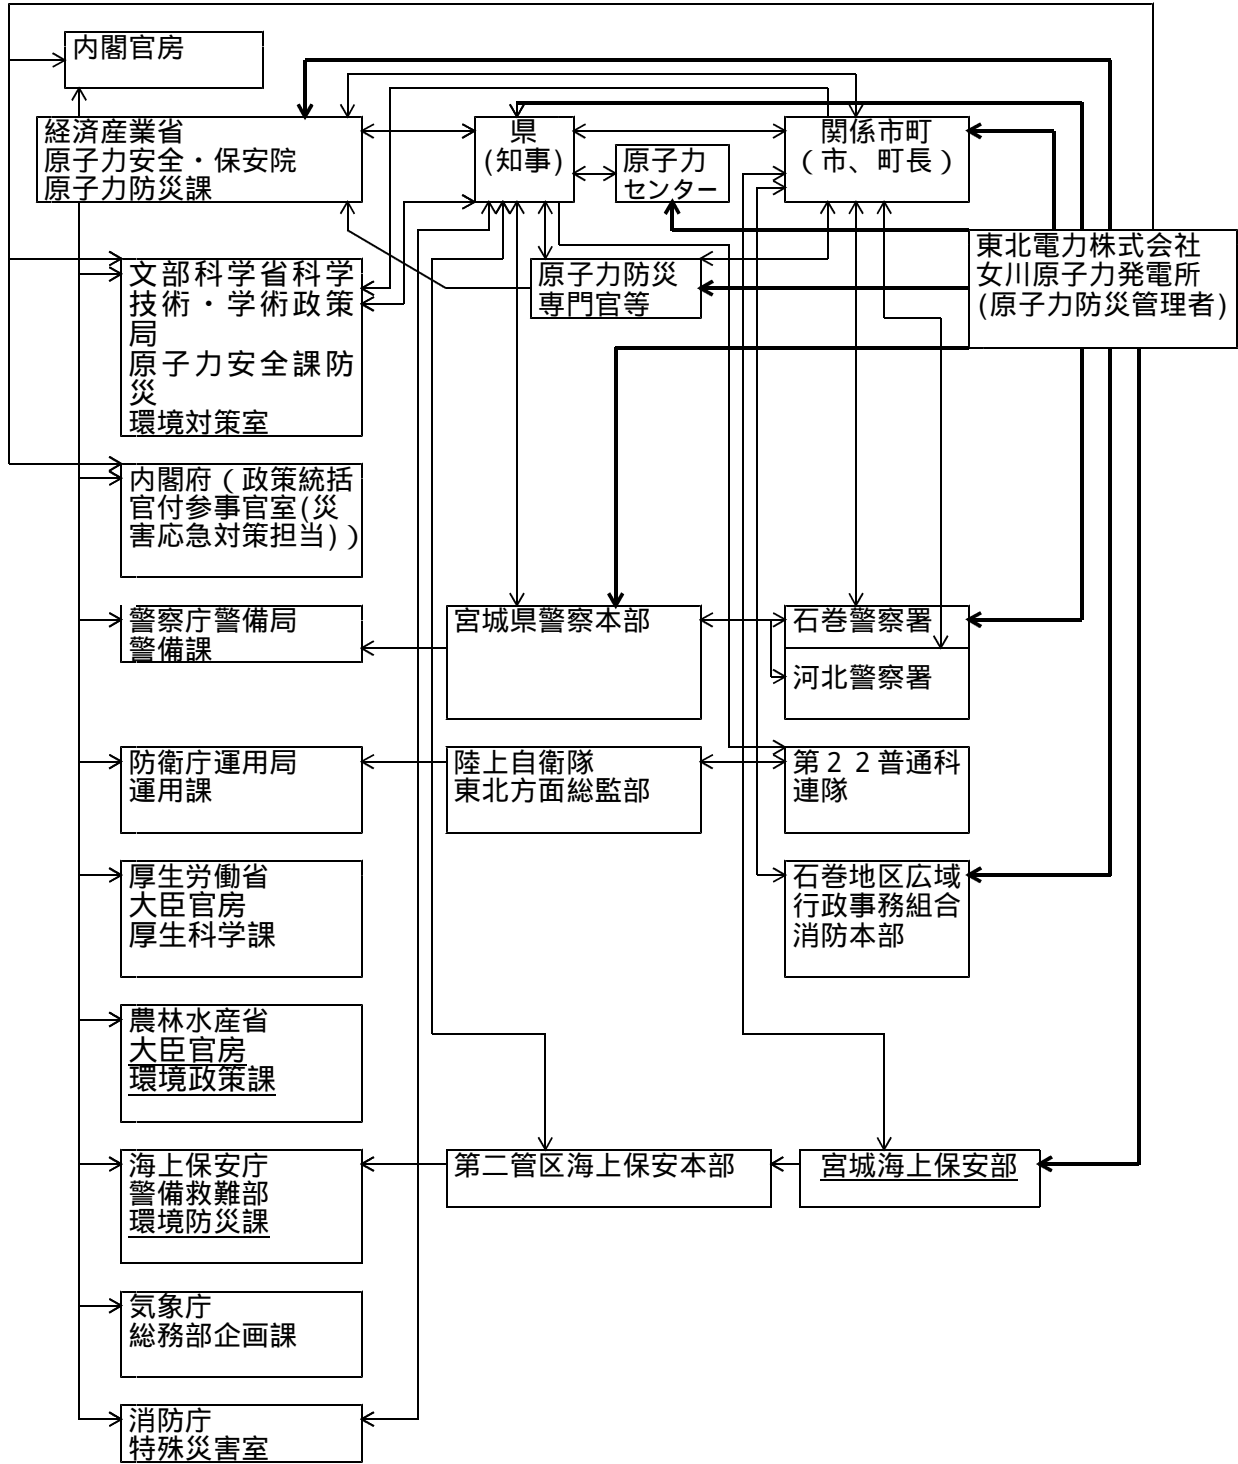 内閣官房
経済産業省
原子力安全・保安院
原子力防災課
県
(知事)
原子力
センター
関係市町
（市、町長）
東北電力株式会社
女川原子力発電所
(原子力防災管理者)
文部科学省科学
技術・学術政策
局
原子力安全課防
災
環境対策室
原子力防災
専門官等
内閣府（政策統括
官付参事官室(災
害応急対策担当)）
警察庁警備局
警備課
宮城県警察本部
石巻警察署
河北警察署
防衛庁運用局
運用課
陸上自衛隊
東北方面総監部
第２２普通科
連隊
厚生労働省
大臣官房
厚生科学課
石巻地区広域
行政事務組合
消防本部
農林水産省
大臣官房
環境政策課
海上保安庁
警備救難部
環境防災課
第二管区海上保安本部
宮城海上保安部
気象庁
総務部企画課
消防庁
特殊災害室